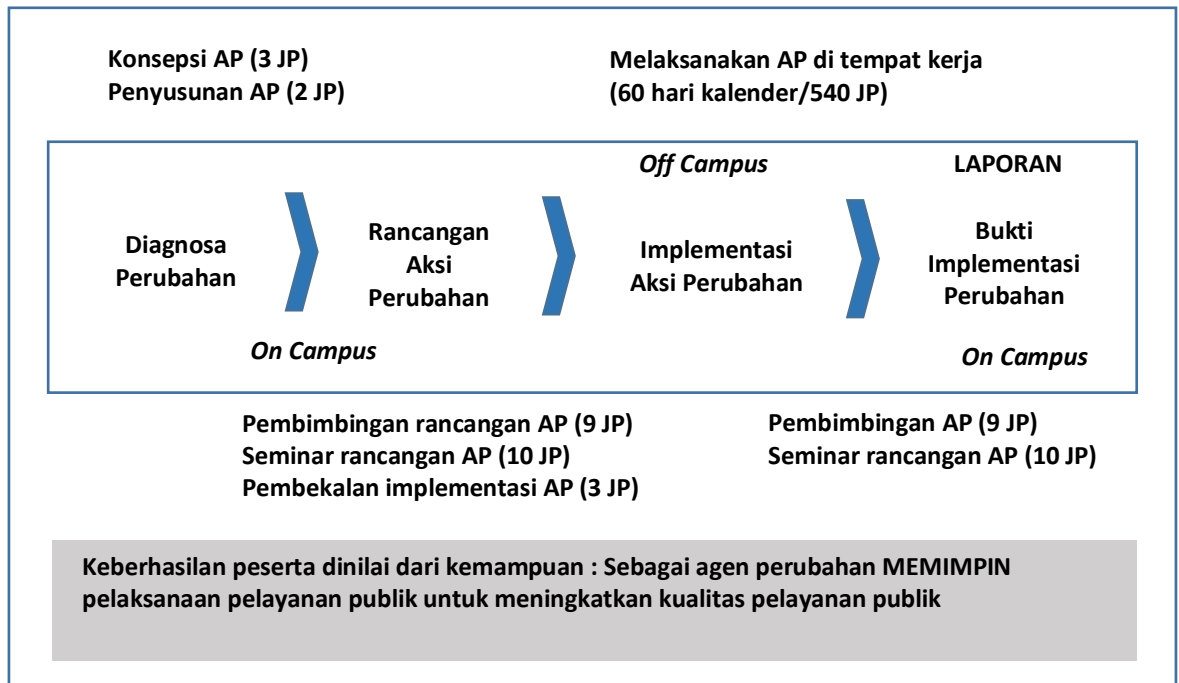 Konsepsi AP (3 JP)
Penyusunan AP (2 JP)
Melaksanakan AP di tempat kerja
(60 hari kalender/540 JP)
Diagnosa
Perubahan
Rancangan
Aksi
Perubahan
On Campus
Off Campus
Implementasi
Aksi Perubahan
LAPORAN
Bukti
Implementasi
Perubahan
On Campus
Pembimbingan rancangan AP (9 JP)
Seminar rancangan AP (10 JP)
Pembekalan implementasi AP (3 JP)
Pembimbingan AP (9 JP)
Seminar rancangan AP (10 JP)
Keberhasilan peserta dinilai dari kemampuan : Sebagai agen perubahan MEMIMPIN
pelaksanaan pelayanan publik untuk meningkatkan kualitas pelayanan publik